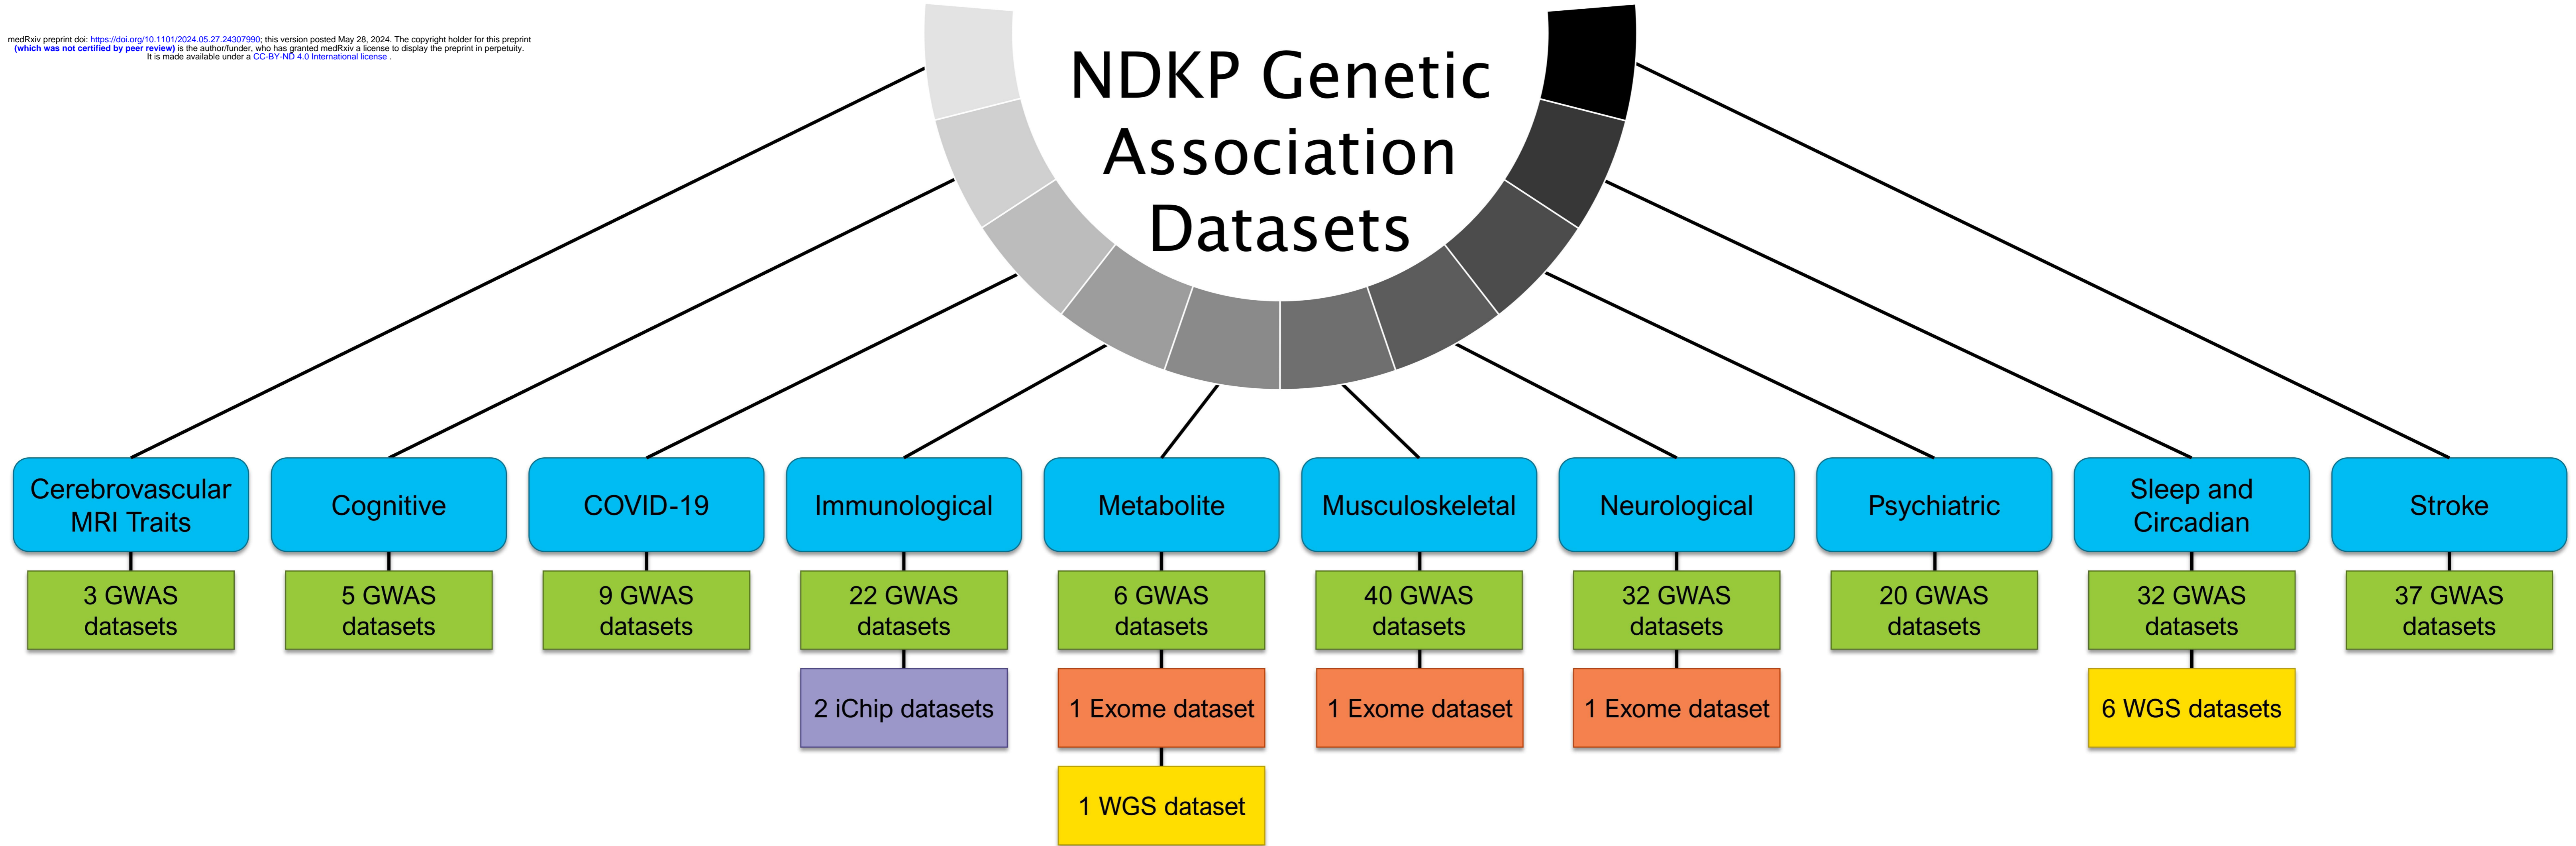 medRxiv preprint doi: https://doi.org/10.1101/2024.05.27.24307990; this version posted May 28, 2024. The copyright holder for this preprint
(which was not certified by peer review) is the author/funder, who has granted medRxiv a license to display the preprint in perpetuity.
It is made available under a CC-BY-ND 4.0 International license .
NDKP Genetic
Association
Datasets
Cerebrovascular
MRI Traits
Cognitive
COVID-19
Immunological
Metabolite
Musculoskeletal
Neurological
Psychiatric
Sleep and
Circadian
Stroke
3 GWAS
datasets
5 GWAS
datasets
9 GWAS
datasets
22 GWAS
datasets
6 GWAS
datasets
40 GWAS
datasets
32 GWAS
datasets
20 GWAS
datasets
32 GWAS
datasets
37 GWAS
datasets
2 iChip datasets
1 Exome dataset
1 Exome dataset
1 Exome dataset
6 WGS datasets
1 WGS dataset